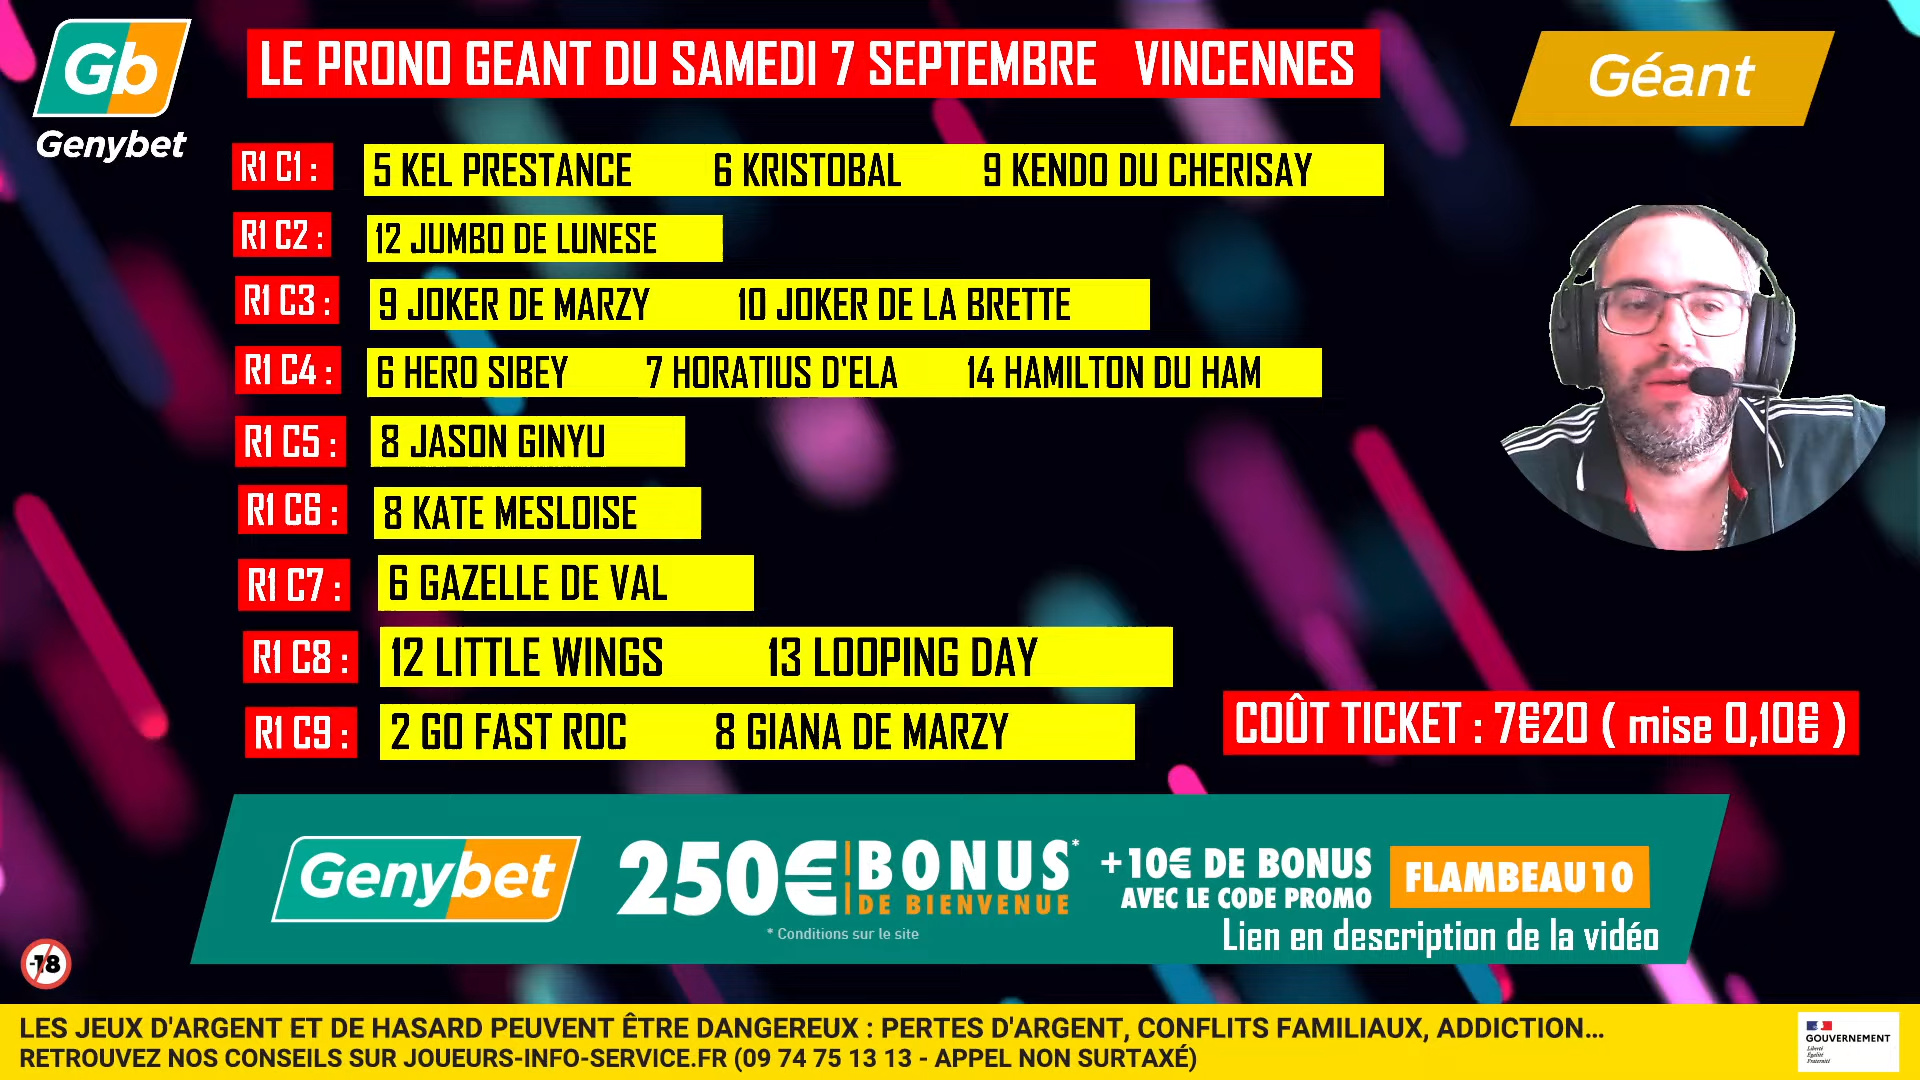 Gb
Genybet
LE PRONO GEANT DU SAMEDI 7 SEPTEMBRE VINCENNES
Géant
R1 C1 : 5 KEL PRESTANCE 6 KRISTOBAL 9 KENDO DU CHERISAY
R1 C2 : 12 JUMBO DE LUNESE
R1 C3 : 9 JOKER DE MARZY 10 JOKER DE LA BRETTE
R1 C4 : 6 HERO SIBEY 7 HORATIUS D'ELA 14 HAMILTON DU HAM
R1 C5 : 8 JASON GINYU
R1 C6 : 8 KATE MESLOISE
R1 C7 : 6 GAZELLE DE VAL
R1 C8 : 12 LITTLE WINGS 13 LOOPING DAY
R1 C9 : 2 GO FAST ROC 8 GIANA DE MARZY
COÛT TICKET : 7€20 ( mise 0,10€ )
Genybet
250€ BONUS*
DE BIENVENUE
* Conditions sur le site
+10€ DE BONUS
AVEC LE CODE PROMO
FLAMBEAU10
Lien en description de la vidéo
-18
LES JEUX D'ARGENT ET DE HASARD PEUVENT ÊTRE DANGEREUX : PERTES D'ARGENT, CONFLITS FAMILIAUX, ADDICTION...
RETROUVEZ NOS CONSEILS SUR JOUEURS-INFO-SERVICE.FR (09 74 75 13 13 - APPEL NON SURTAXÉ)
GOUVERNEMENT
Liberté
Égalité
Fraternité